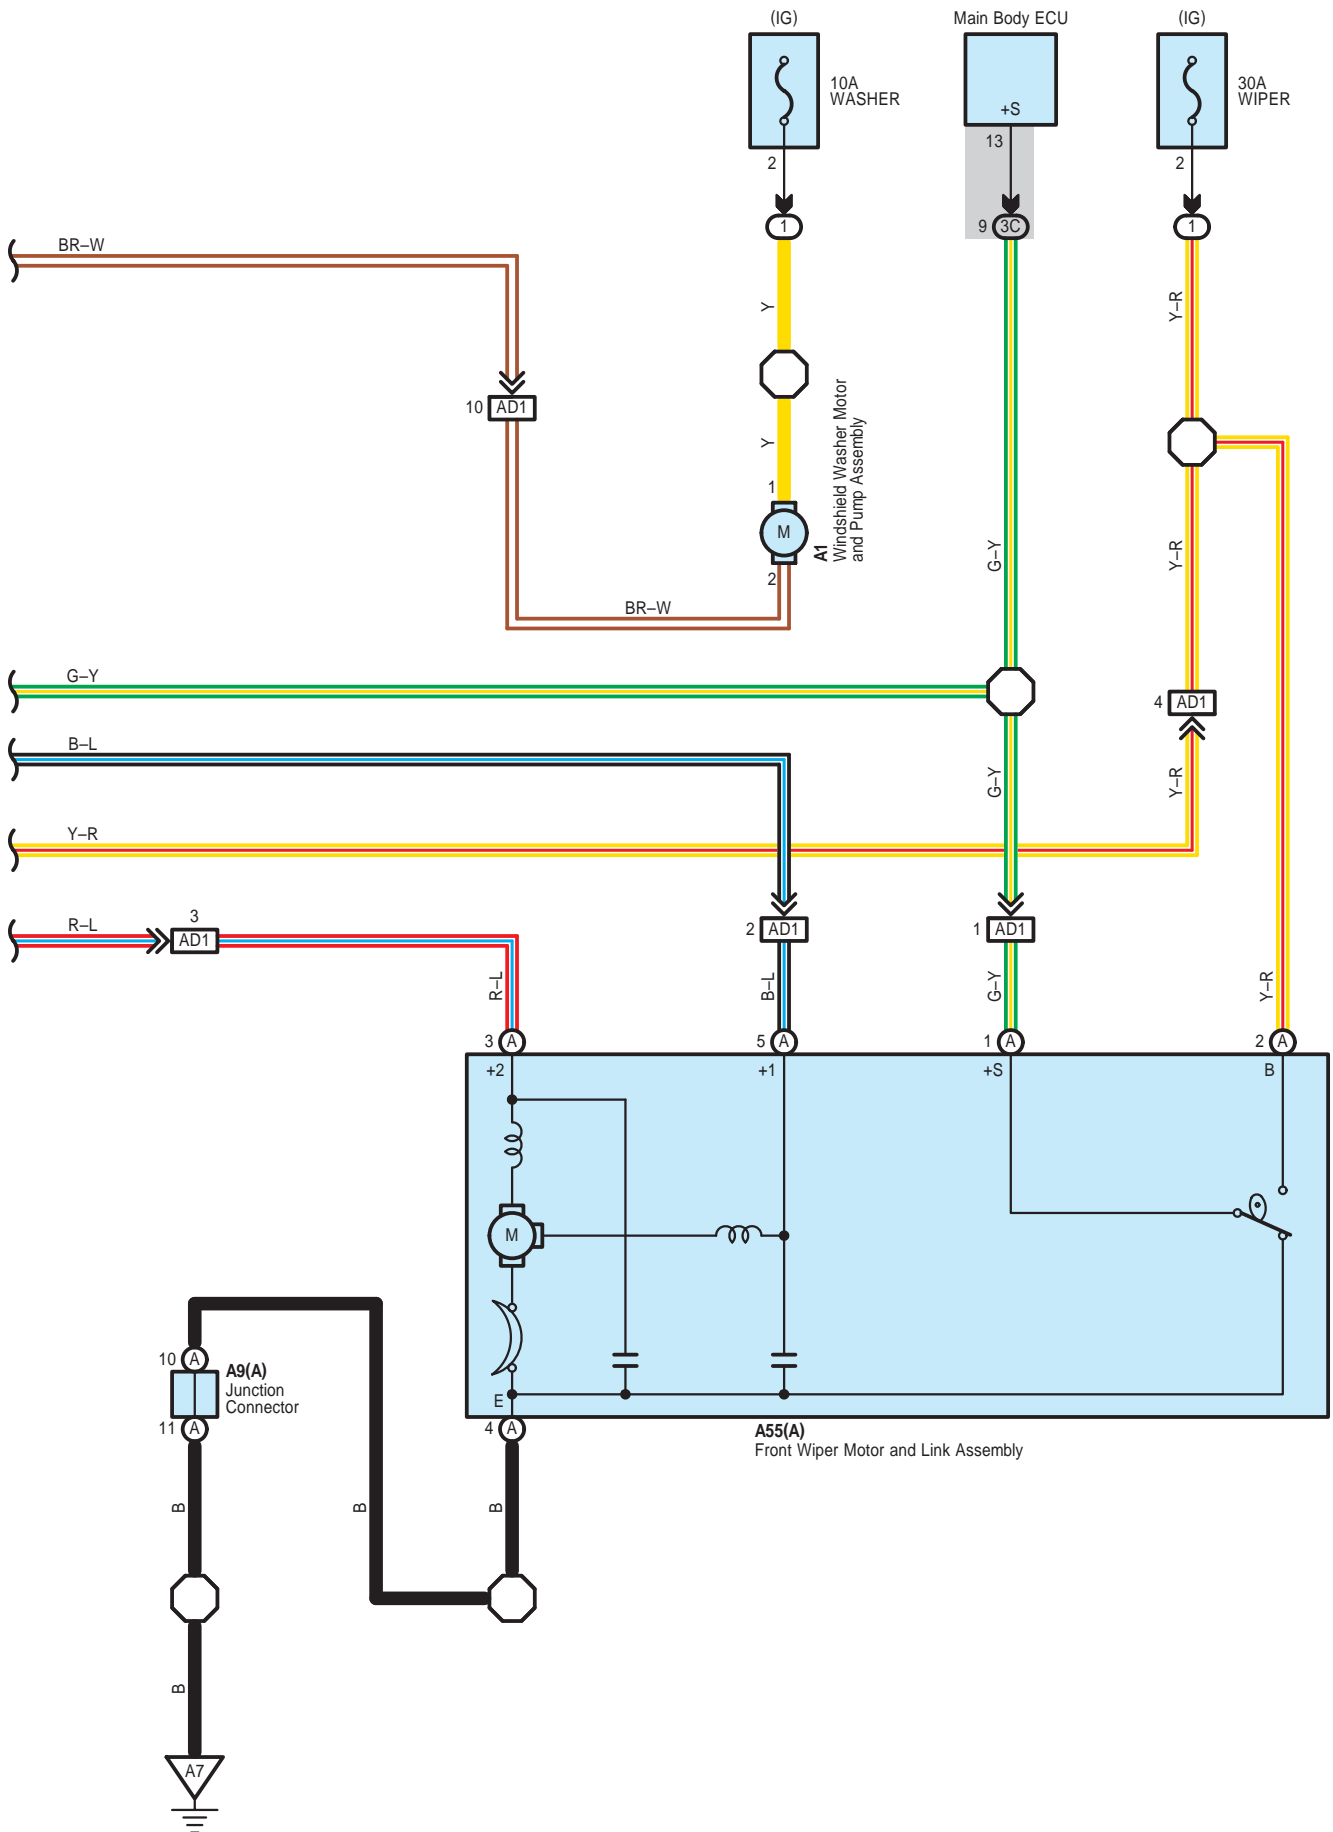 (IG)
Main Body ECU
(IG)
10A
WASHER
+S
30A
WIPER
2
13
2
1
9 3C
1
BR–W
Y
Y–R
10 AD1
Y
Windshield Washer Motor
and Pump Assembly
A1
1
M
2
G–Y
Y–R
BR–W
G–Y
4 AD1
B–L
G–Y
Y–R
Y–R
R–L
3
AD1
2 AD1
1 AD1
R–L
B–L
G–Y
Y–R
3 A
5 A
1 A
2 A
+2
+1
+S
B
M
10 A
A9(A)
Junction
Connector
11 A
E
4 A
A55(A)
Front Wiper Motor and Link Assembly
B
B
B
B
A7